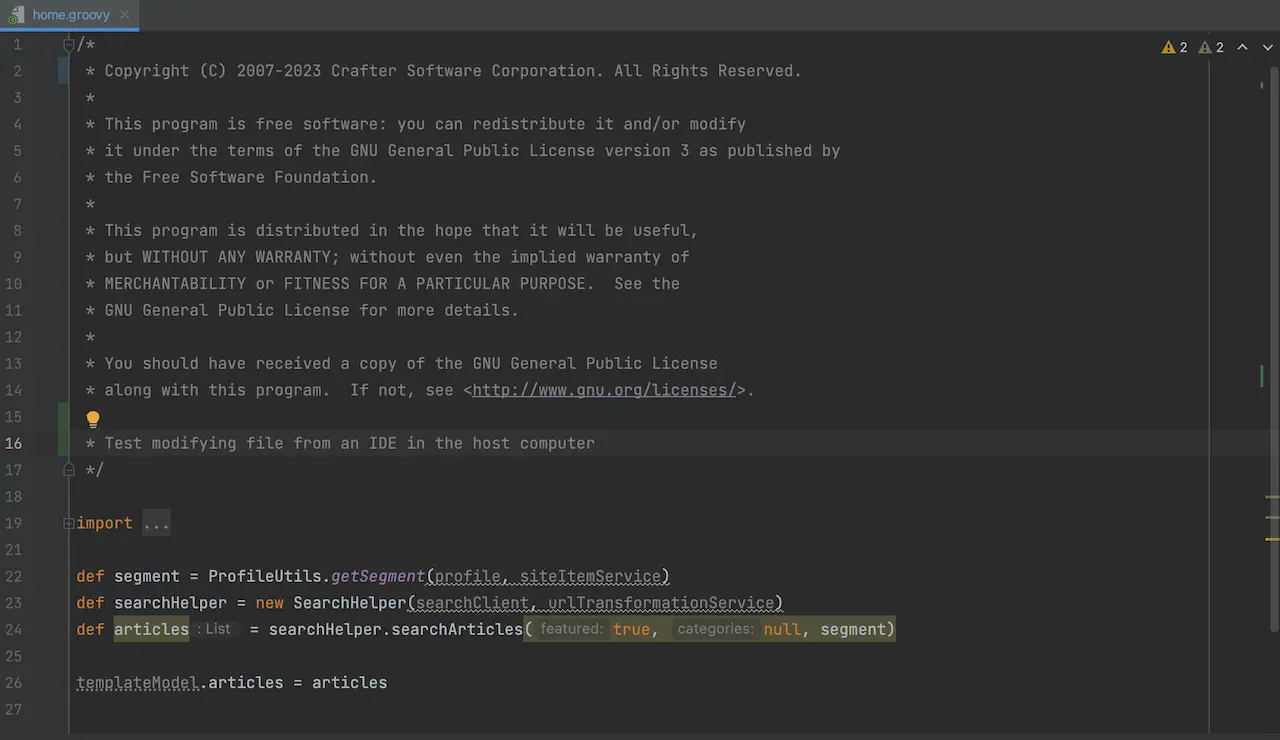 home.groovy
2 2
1 /*
2 * Copyright (C) 2007-2023 Crafter Software Corporation. All Rights Reserved.
3 *
4 * This program is free software: you can redistribute it and/or modify
5 * it under the terms of the GNU General Public License version 3 as published by
6 * the Free Software Foundation.
7 *
8 * This program is distributed in the hope that it will be useful,
9 * but WITHOUT ANY WARRANTY; without even the implied warranty of
10 * MERCHANTABILITY or FITNESS FOR A PARTICULAR PURPOSE.  See the
11 * GNU General Public License for more details.
12 *
13 * You should have received a copy of the GNU General Public License
14 * along with this program.  If not, see <http://www.gnu.org/licenses/>.
15
16 * Test modifying file from an IDE in the host computer
17 */
18
19 import ...
21
22 def segment = ProfileUtils.getSegment(profile, siteItemService)
23 def searchHelper = new SearchHelper(searchClient, urlTransformationService)
24 def articles : List = searchHelper.searchArticles( featured: true, categories: null, segment)
25
26 templateModel.articles = articles
27